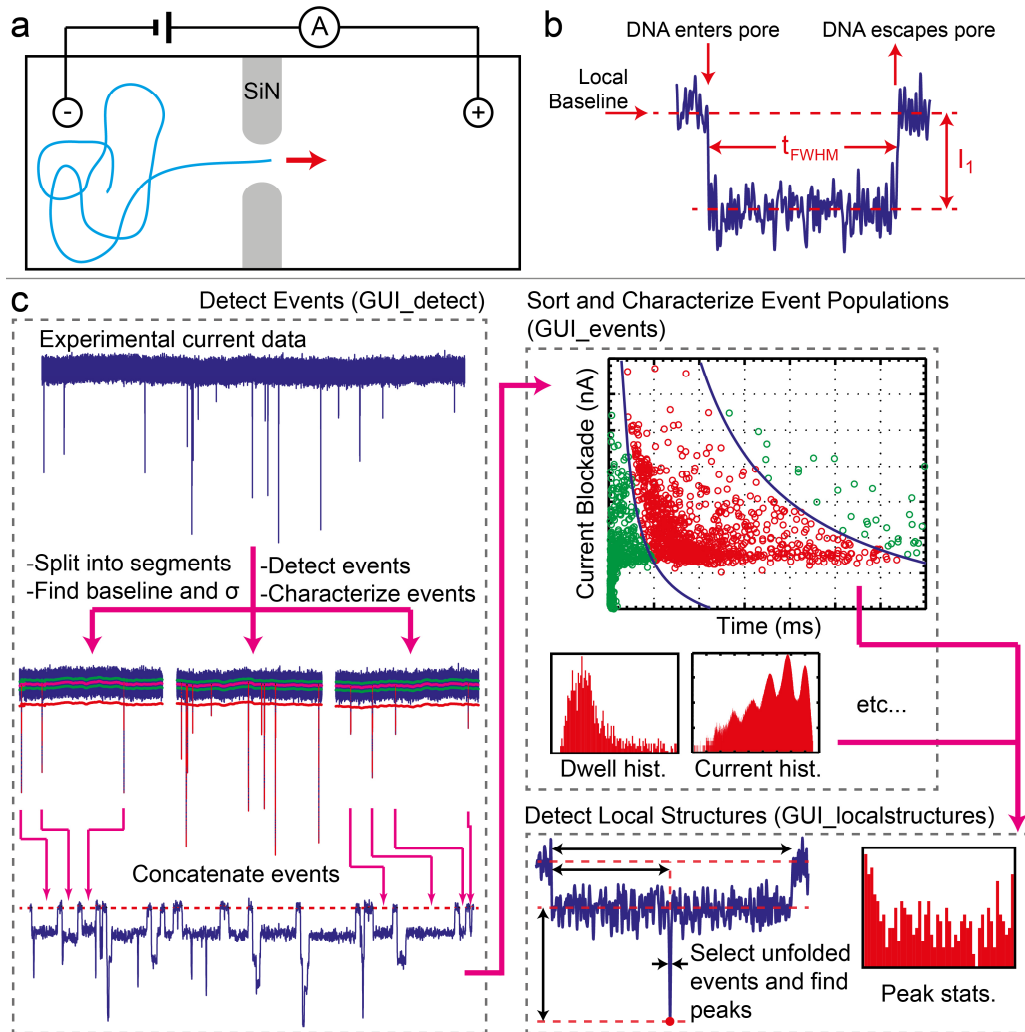 a
A
SiN
-
+
b
DNA enters pore
DNA escapes pore
Local
Baseline
tFWHM
I1
c
Detect Events (GUI_detect)
Experimental current data
-Split into segments
-Find baseline and σ
-Detect events
-Characterize events
Concatenate events
Sort and Characterize Event Populations
(GUI_events)
Current Blockade (nA)
Time (ms)
Dwell hist.
Current hist.
etc...
Detect Local Structures (GUI_localstructures)
Select unfolded
events and find
peaks
Peak stats.